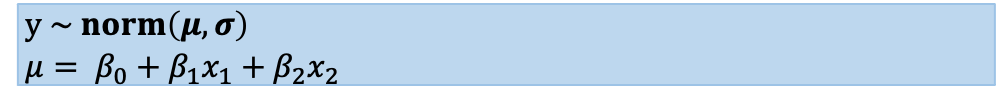 y ~ norm(μ, σ)
μ = β₀ + β₁x₁ + β₂x₂